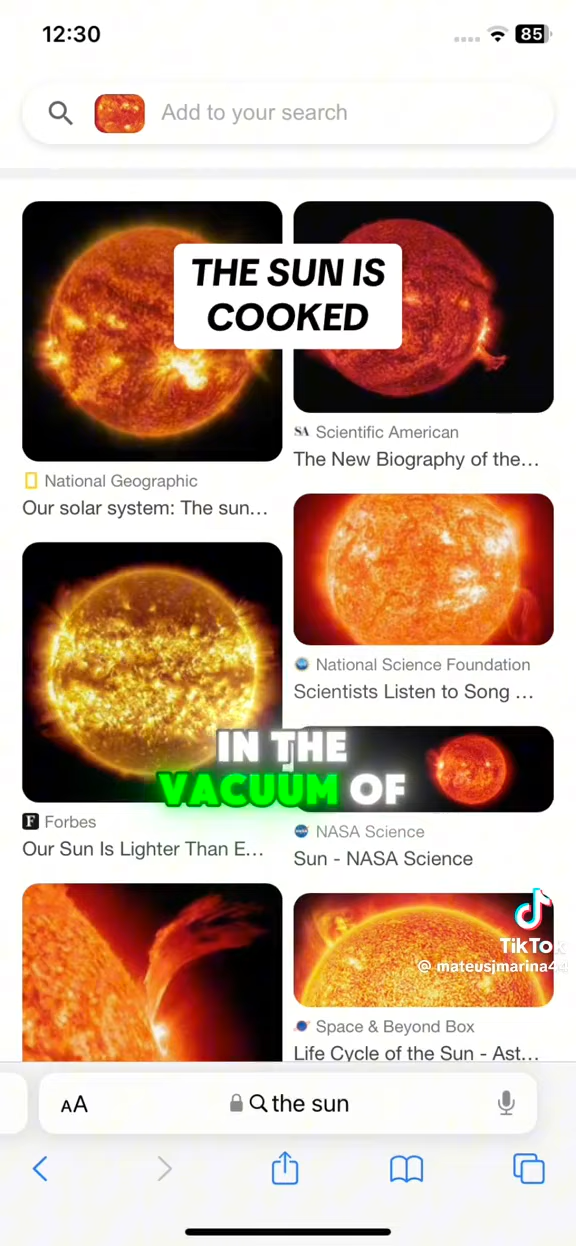 12:30
85
Add to your search
THE SUN IS
COOKED
National Geographic
Our solar system: The sun...
SA Scientific American
The New Biography of the...
National Science Foundation
Scientists Listen to Song ...
IN THE
VACUUM OF
F Forbes
Our Sun Is Lighter Than E...
NASA Science
Sun - NASA Science
TikTok
@ mateusjmarina44
Space & Beyond Box
Life Cycle of the Sun - Ast...
AA
the sun